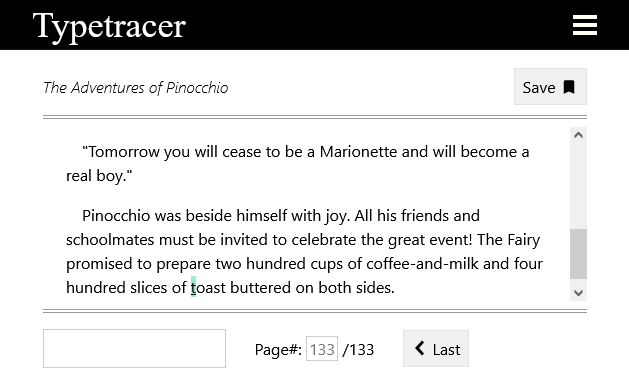 Typetracer
The Adventures of Pinocchio
Save
"Tomorrow you will cease to be a Marionette and will become a
real boy."
Pinocchio was beside himself with joy. All his friends and
schoolmates must be invited to celebrate the great event! The Fairy
promised to prepare two hundred cups of coffee-and-milk and four
hundred slices of toast buttered on both sides.
Page#: 133 /133 Last